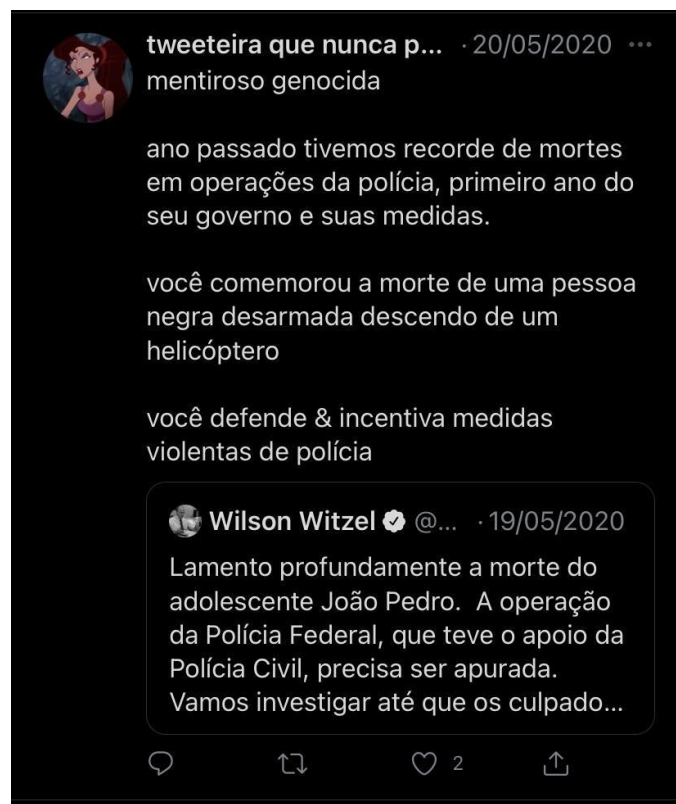 tweeteira que nunca p... · 20/05/2020 ···
mentiroso genocida
ano passado tivemos recorde de mortes
em operações da polícia, primeiro ano do
seu governo e suas medidas.
você comemorou a morte de uma pessoa
negra desarmada descendo de um
helicóptero
você defende & incentiva medidas
violentas de polícia
Wilson Witzel @... · 19/05/2020
Lamento profundamente a morte do
adolescente João Pedro. A operação
da Polícia Federal, que teve o apoio da
Polícia Civil, precisa ser apurada.
Vamos investigar até que os culpado...
2